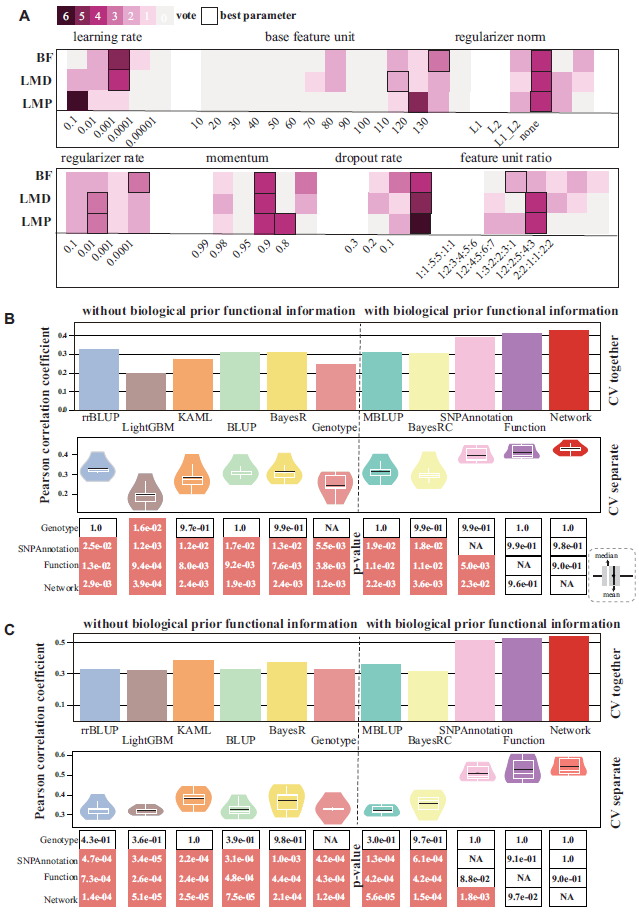 A
6 5 4 3 2 1 0 vote best parameter
learning rate base feature unit regularizer norm
BF
LMD
LMP
0.1 0.01 0.001 0.0001 0.00001 10 20 30 40 50 60 70 80 90 100 110 120 130 L1 L2 L1_L2 none
regularizer rate momentum dropout rate feature unit ratio
BF
LMD
LMP
0.1 0.01 0.001 0.0001 0.99 0.98 0.95 0.9 0.8 0.3 0.2 0.1 1:1:5:5:1:1 1:2:3:4:5:6 1:2:4:5:6:7 1:3:2:2:3:1 1:2:2:5:4:3 2:2:1:1:2:2
without biological prior functional information with biological prior functional information
B
Pearson correlation coefficient
0.4
0.3
0.2
0.1
0.0
CV together
rrBLUP KAML BayesR MBLUP SNPAnnotation Network
LightGBM BLUP Genotype BayesRC Function
0.4
0.3
0.2
CV separate
Genotype 1.0 1.6e-02 9.7e-01 1.0 9.9e-01 NA 1.0 9.9e-01 9.9e-01 1.0 1.0
SNPAnnotation 2.5e-02 1.2e-03 1.2e-02 1.7e-02 1.3e-02 5.5e-03 1.9e-02 1.8e-02 NA 9.9e-01 9.8e-01
Function 1.3e-02 9.4e-04 8.0e-03 9.2e-03 7.6e-03 3.8e-03 1.1e-02 1.1e-02 5.0e-03 NA 9.0e-01
Network 2.9e-03 3.9e-04 2.4e-03 1.9e-03 2.4e-03 1.2e-03 2.2e-03 3.6e-03 2.3e-02 9.6e-01 NA
p-value
median
mean
C
without biological prior functional information with biological prior functional information
Pearson correlation coefficient
0.5
0.3
0.1
CV together
rrBLUP KAML BayesR MBLUP SNPAnnotation Network
LightGBM BLUP Genotype BayesRC Function
0.6
0.5
0.4
0.3
CV separate
Genotype 4.3e-01 3.6e-01 1.0 3.9e-01 9.8e-01 NA 3.0e-01 9.7e-01 1.0 1.0 1.0
SNPAnnotation 4.7e-04 3.4e-05 2.2e-04 3.1e-04 1.0e-03 4.2e-04 1.3e-04 6.1e-04 NA 9.1e-01 1.0
Function 7.3e-04 2.6e-04 2.4e-04 4.8e-04 4.4e-04 4.3e-04 4.2e-04 4.2e-04 8.8e-02 NA 9.0e-01
Network 1.4e-04 5.1e-05 2.5e-05 7.5e-05 2.1e-04 1.2e-04 5.6e-05 1.5e-04 1.8e-03 9.7e-02 NA
p-value